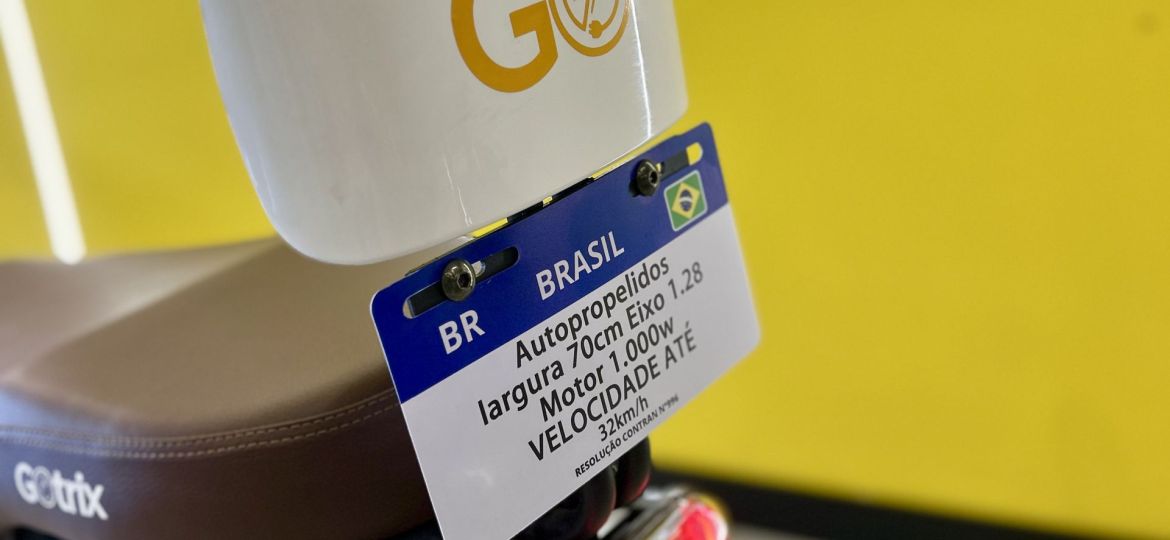 GO
BRASIL
BR
Autopropelidos
largura 70cm Eixo 1.28
Motor 1.000w
VELOCIDADE ATÉ
32km/h
RESOLUÇÃO CONTRAN Nº996
GOtrix